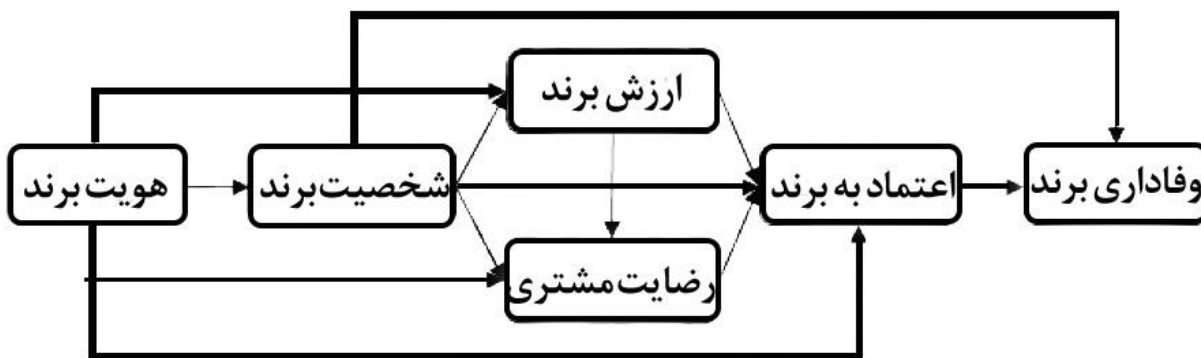 ارزش برند
هویت برند
شخصیت برند
اعتماد به برند
وفاداری برند
رضایت مشتری